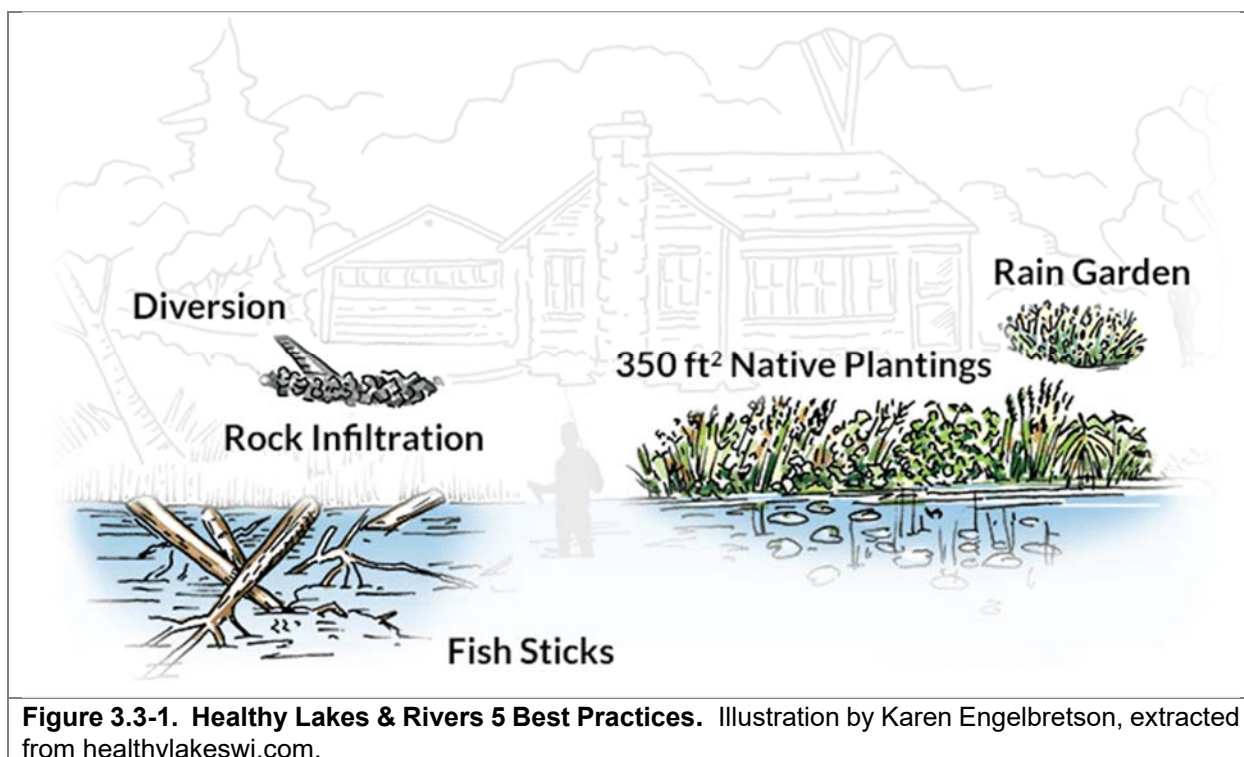 Rain Garden
Diversion
350 ft² Native Plantings
Rock Infiltration
Fish Sticks
Figure 3.3-1. Healthy Lakes & Rivers 5 Best Practices. Illustration by Karen Engelbretson, extracted
from healthylakeswi.com.